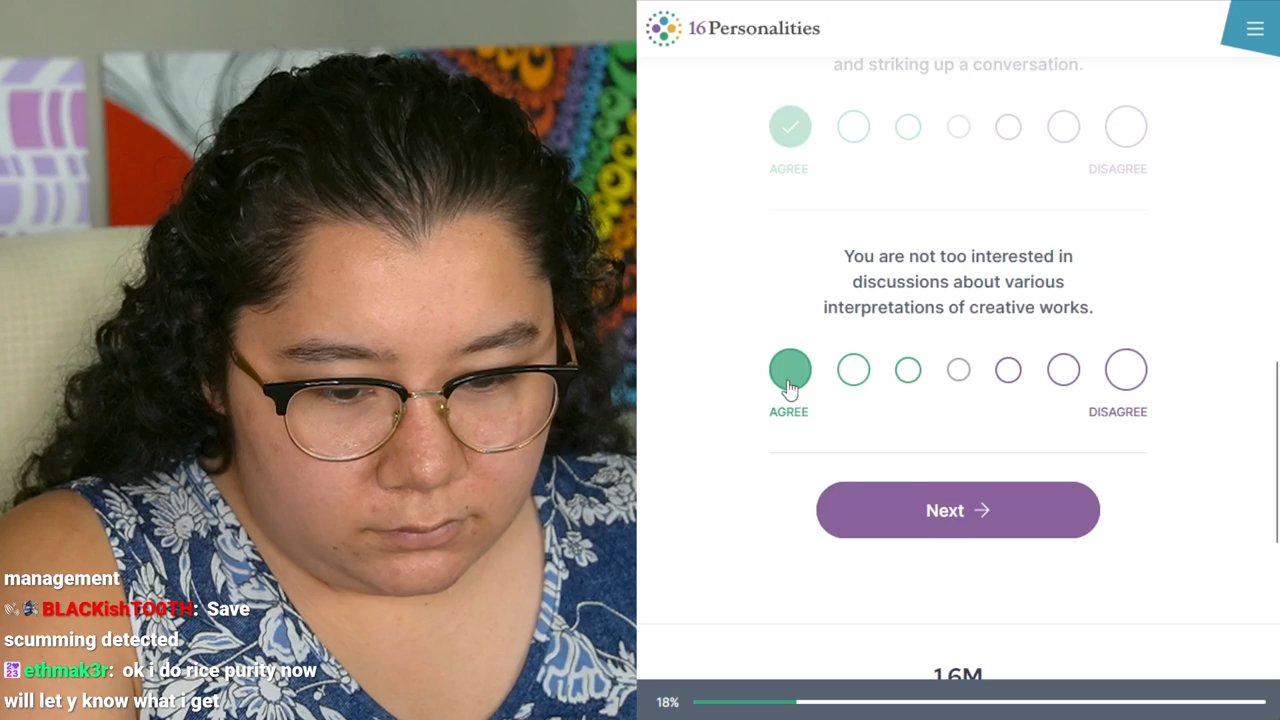 16Personalities
and striking up a conversation.
AGREE
DISAGREE
You are not too interested in
discussions about various
interpretations of creative works.
AGREE
DISAGREE
Next →
16M
18%
management
BLACKishTO0TH: Save
scumming detected
ethmak3r: ok i do rice purity now
will let y know what i get